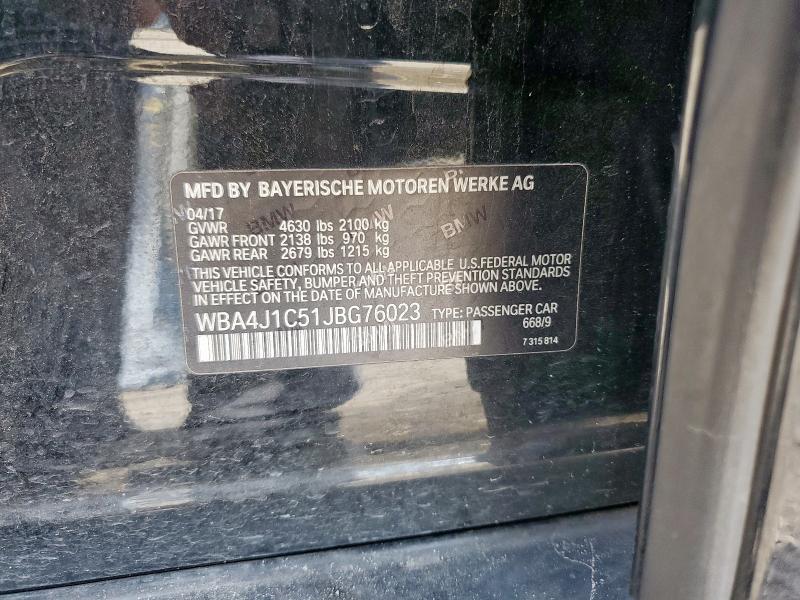 MFD BY BAYERISCHE MOTOREN WERKE AG
04/17
GVWR 4630 lbs 2100 kg
GAWR FRONT 2138 lbs 970 kg
GAWR REAR 2679 lbs 1215 kg
THIS VEHICLE CONFORMS TO ALL APPLICABLE U.S.FEDERAL MOTOR
VEHICLE SAFETY, BUMPER AND THEFT PREVENTION STANDARDS
IN EFFECT ON THE DATE OF MANUFACTURE SHOWN ABOVE.
WBA4J1C51JBG76023 TYPE: PASSENGER CAR
668/9
7 315 814
BMW
BMW
BMW